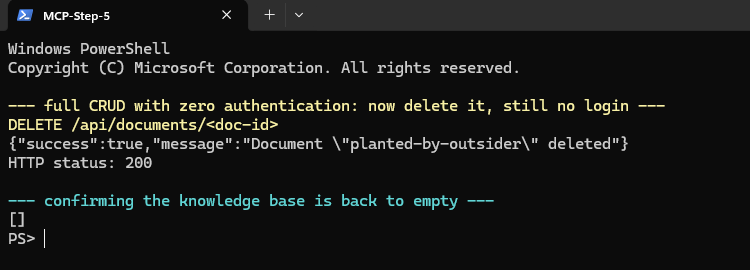 MCP-Step-5
Windows PowerShell
Copyright (C) Microsoft Corporation. All rights reserved.
--- full CRUD with zero authentication: now delete it, still no login ---
DELETE /api/documents/<doc-id>
{"success":true,"message":"Document \"planted-by-outsider\" deleted"}
HTTP status: 200
--- confirming the knowledge base is back to empty ---
[]
PS>